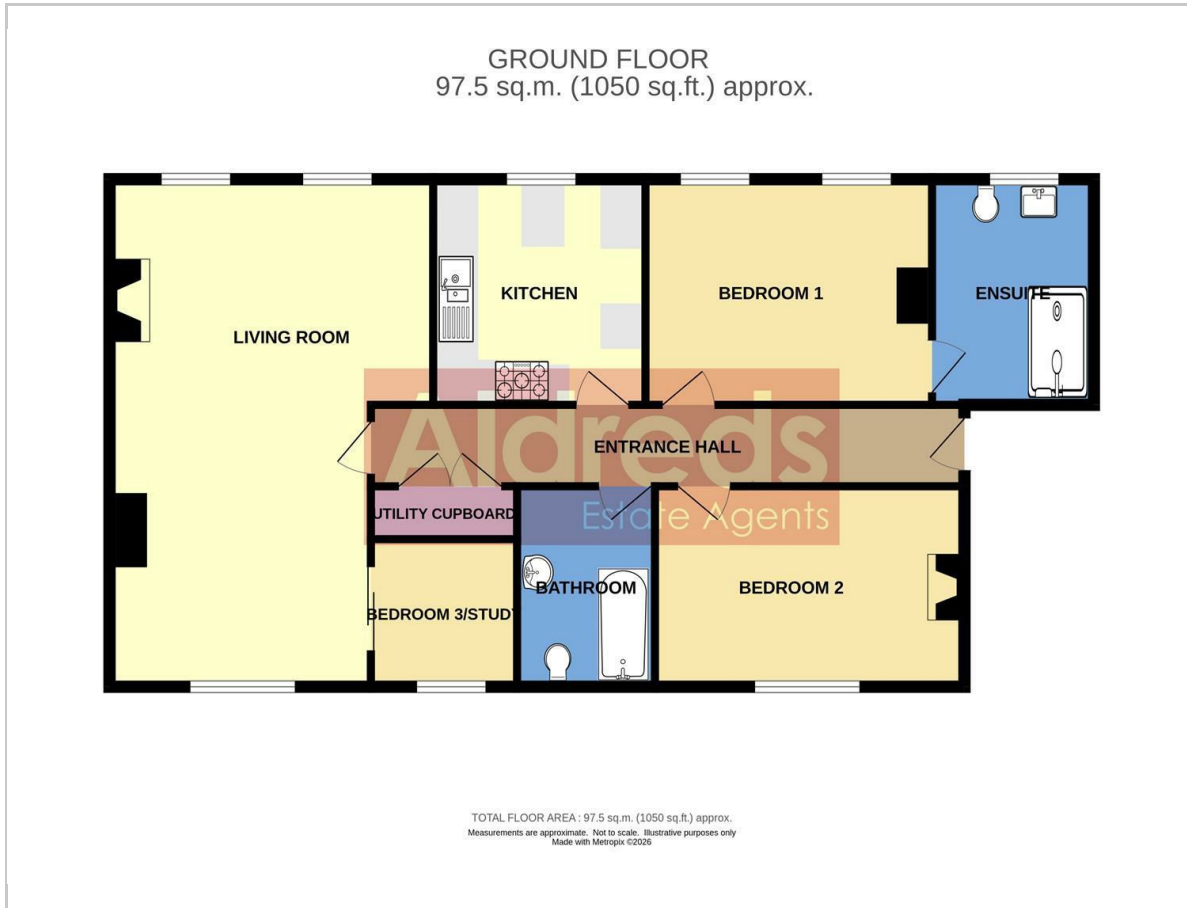 GROUND FLOOR
97.5 sq.m. (1050 sq.ft.) approx.
KITCHEN
BEDROOM 1
ENSUITE
LIVING ROOM
Aldreds
ENTRANCE HALL
UTILITY CUPBOARD
Estate Agents
BATHROOM
BEDROOM 2
BEDROOM 3/STUDY
TOTAL FLOOR AREA : 97.5 sq.m. (1050 sq.ft.) approx.
Measurements are approximate. Not to scale. Illustrative purposes only
Made with Metropix ©2026